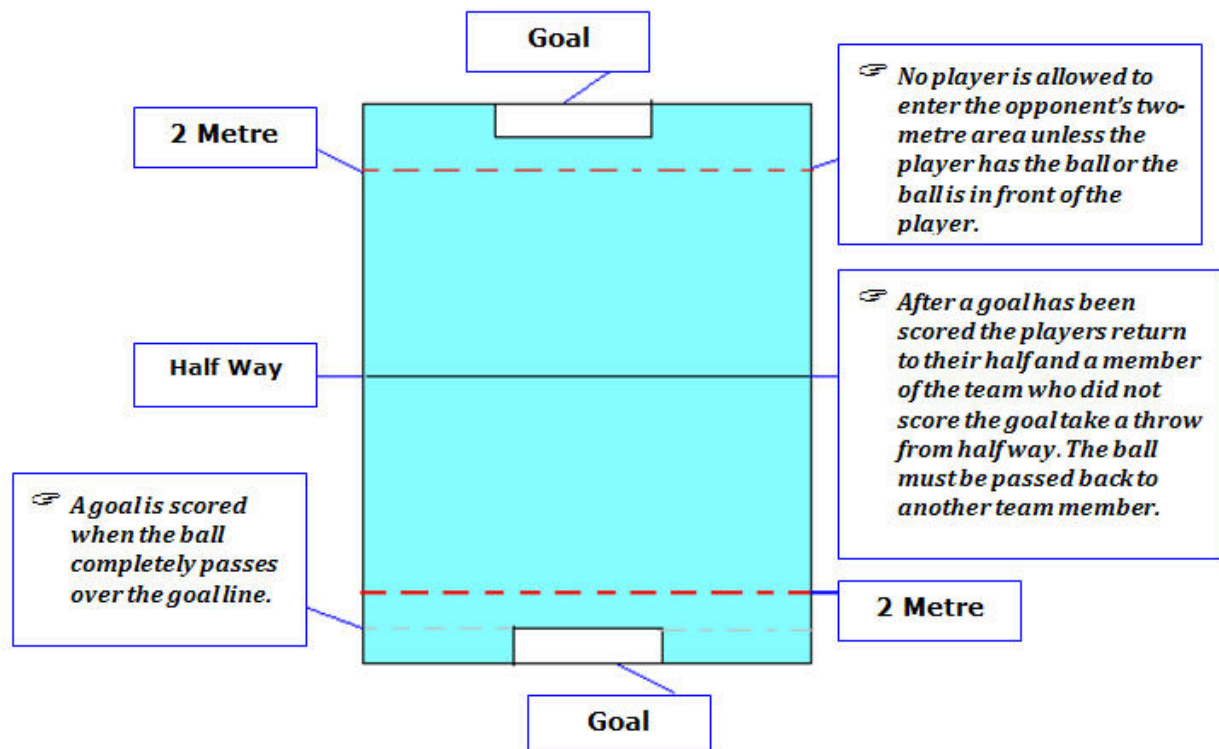 Goal
2 Metre
☞ No player is allowed to
enter the opponent's two-
metre area unless the
player has the ball or the
ball is in front of the
player.
Half Way
☞ After a goal has been
scored the players return
to their half and a member
of the team who did not
score the goal take a throw
from half way. The ball
must be passed back to
another team member.
☞ A goal is scored
when the ball
completely passes
over the goal line.
2 Metre
Goal